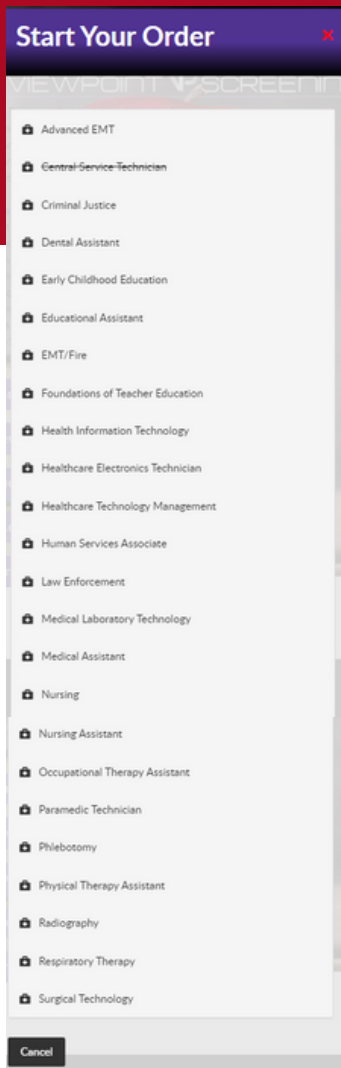 Start Your Order
VIEWPOINT SCREENIN
Advanced EMT
Central Service Technician
Criminal Justice
Dental Assistant
Early Childhood Education
Educational Assistant
EMT/Fire
Foundations of Teacher Education
Health Information Technology
Healthcare Electronics Technician
Healthcare Technology Management
Human Services Associate
Law Enforcement
Medical Laboratory Technology
Medical Assistant
Nursing
Nursing Assistant
Occupational Therapy Assistant
Paramedic Technician
Phlebotomy
Physical Therapy Assistant
Radiography
Respiratory Therapy
Surgical Technology
Cancel